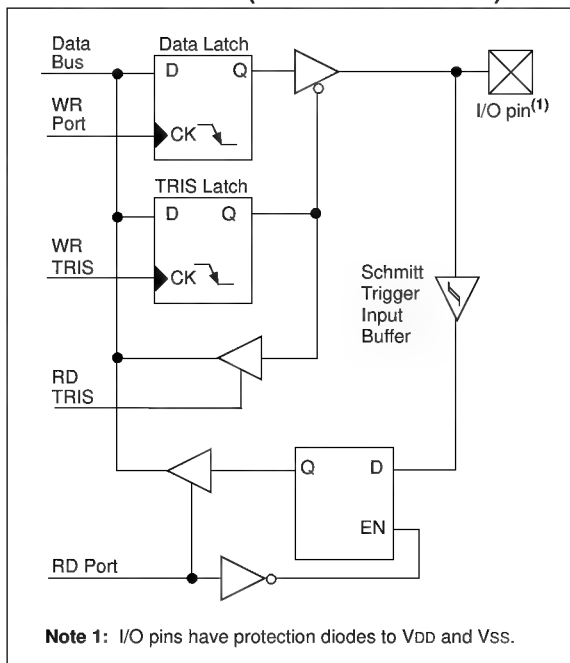 Data
Bus
Data Latch
D Q
WR
Port
CK
I/O pin(1)
TRIS Latch
D Q
WR
TRIS
CK
Schmitt
Trigger
Input
Buffer
RD
TRIS
Q D
EN
RD Port
Note 1: I/O pins have protection diodes to VDD and VSS.